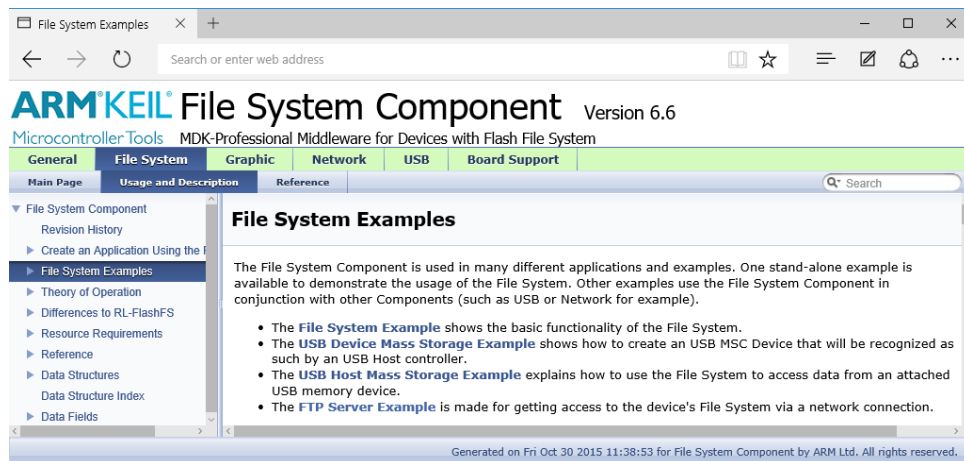 File System Examples
Search or enter web address
ARM®KEIL® File System Component Version 6.6
Microcontroller Tools MDK-Professional Middleware for Devices with Flash File System
General File System Graphic Network USB Board Support
Main Page Usage and Description Reference
Search
File System Component
Revision History
Create an Application Using the F
File System Examples
Theory of Operation
Differences to RL-FlashFS
Resource Requirements
Reference
Data Structures
Data Structure Index
Data Fields
File System Examples
The File System Component is used in many different applications and examples. One stand-alone example is
available to demonstrate the usage of the File System. Other examples use the File System Component in
conjunction with other Components (such as USB or Network for example).
• The File System Example shows the basic functionality of the File System.
• The USB Device Mass Storage Example shows how to create an USB MSC Device that will be recognized as
such by an USB Host controller.
• The USB Host Mass Storage Example explains how to use the File System to access data from an attached
USB memory device.
• The FTP Server Example is made for getting access to the device's File System via a network connection.
Generated on Fri Oct 30 2015 11:38:53 for File System Component by ARM Ltd. All rights reserved.